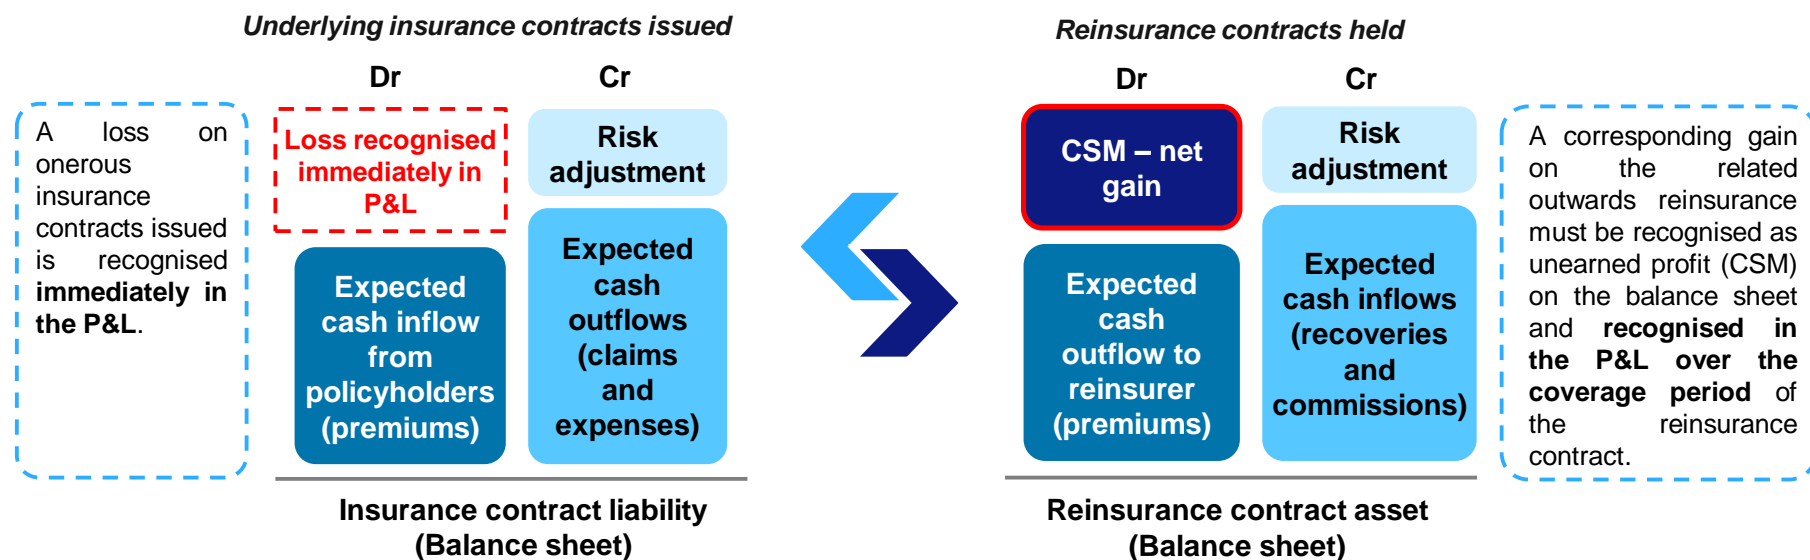 Underlying insurance contracts issued
Dr
Cr
A loss on
onerous
insurance
contracts issued
is recognised
immediately in
the P&L.
Loss recognised
immediately in
P&L
Risk
adjustment
Expected
cash inflow
from
policyholders
(premiums)
Expected
cash
outflows
(claims
and
expenses)
Insurance contract liability
(Balance sheet)
Reinsurance contracts held
Dr
Cr
CSM – net
gain
Risk
adjustment
Expected
cash
outflow to
reinsurer
(premiums)
Expected
cash inflows
(recoveries
and
commissions)
A corresponding gain
on the related
outwards reinsurance
must be recognised as
unearned profit (CSM)
on the balance sheet
and recognised in
the P&L over the
coverage period of
the reinsurance
contract.
Reinsurance contract asset
(Balance sheet)